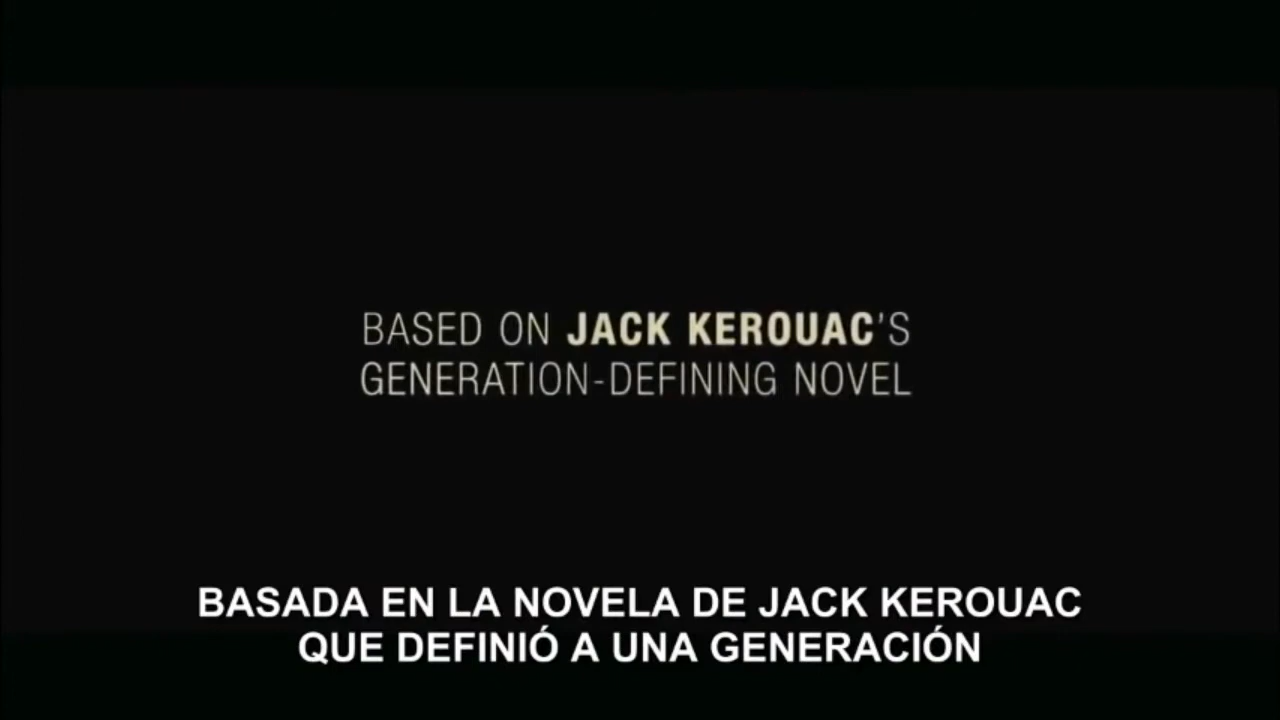 BASED ON JACK KEROUAC'S
GENERATION-DEFINING NOVEL
BASADA EN LA NOVELA DE JACK KEROUAC
QUE DEFINIÓ A UNA GENERACIÓN